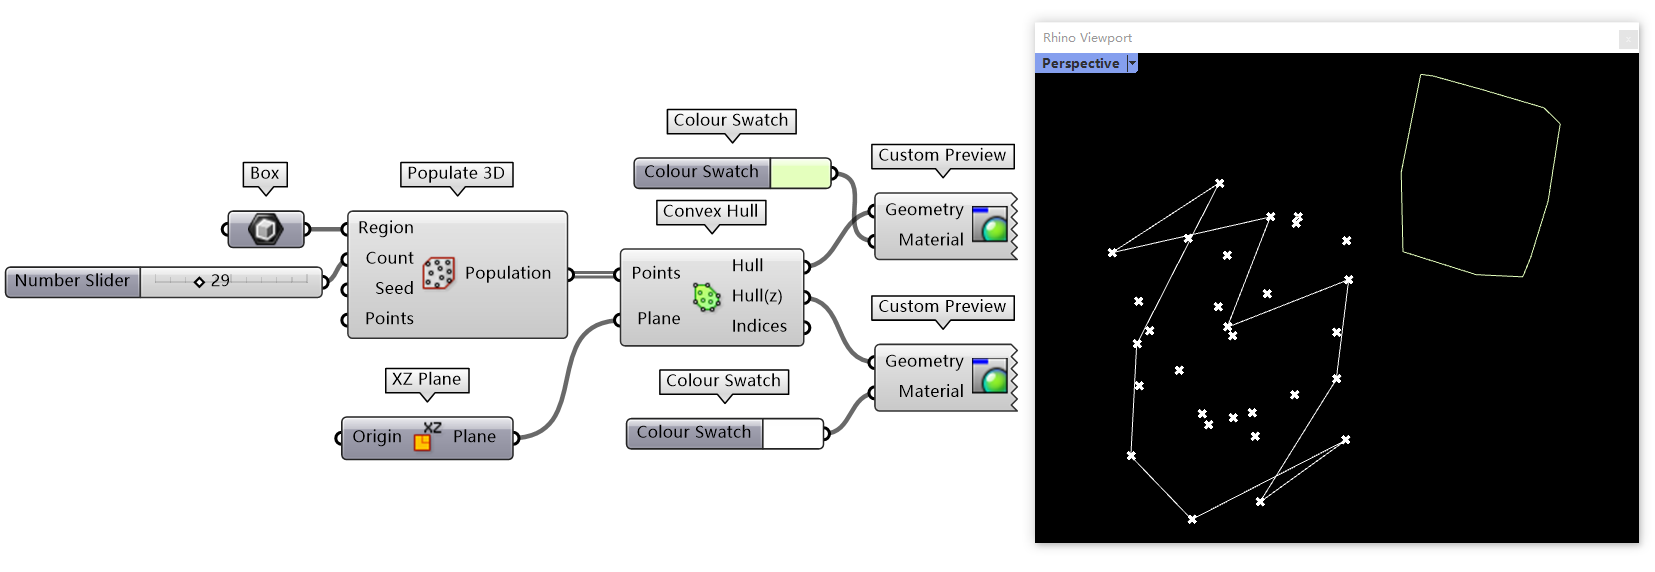 Rhino Viewport
Perspective
Colour Swatch
Colour Swatch
Custom Preview
Box
Populate 3D
Convex Hull
Geometry
Material
Region
Count
Seed
Points
Population
Number Slider
29
Points
Plane
Hull
Hull(z)
Indices
Custom Preview
Geometry
Material
XZ Plane
Origin
XZ
Plane
Colour Swatch
Colour Swatch